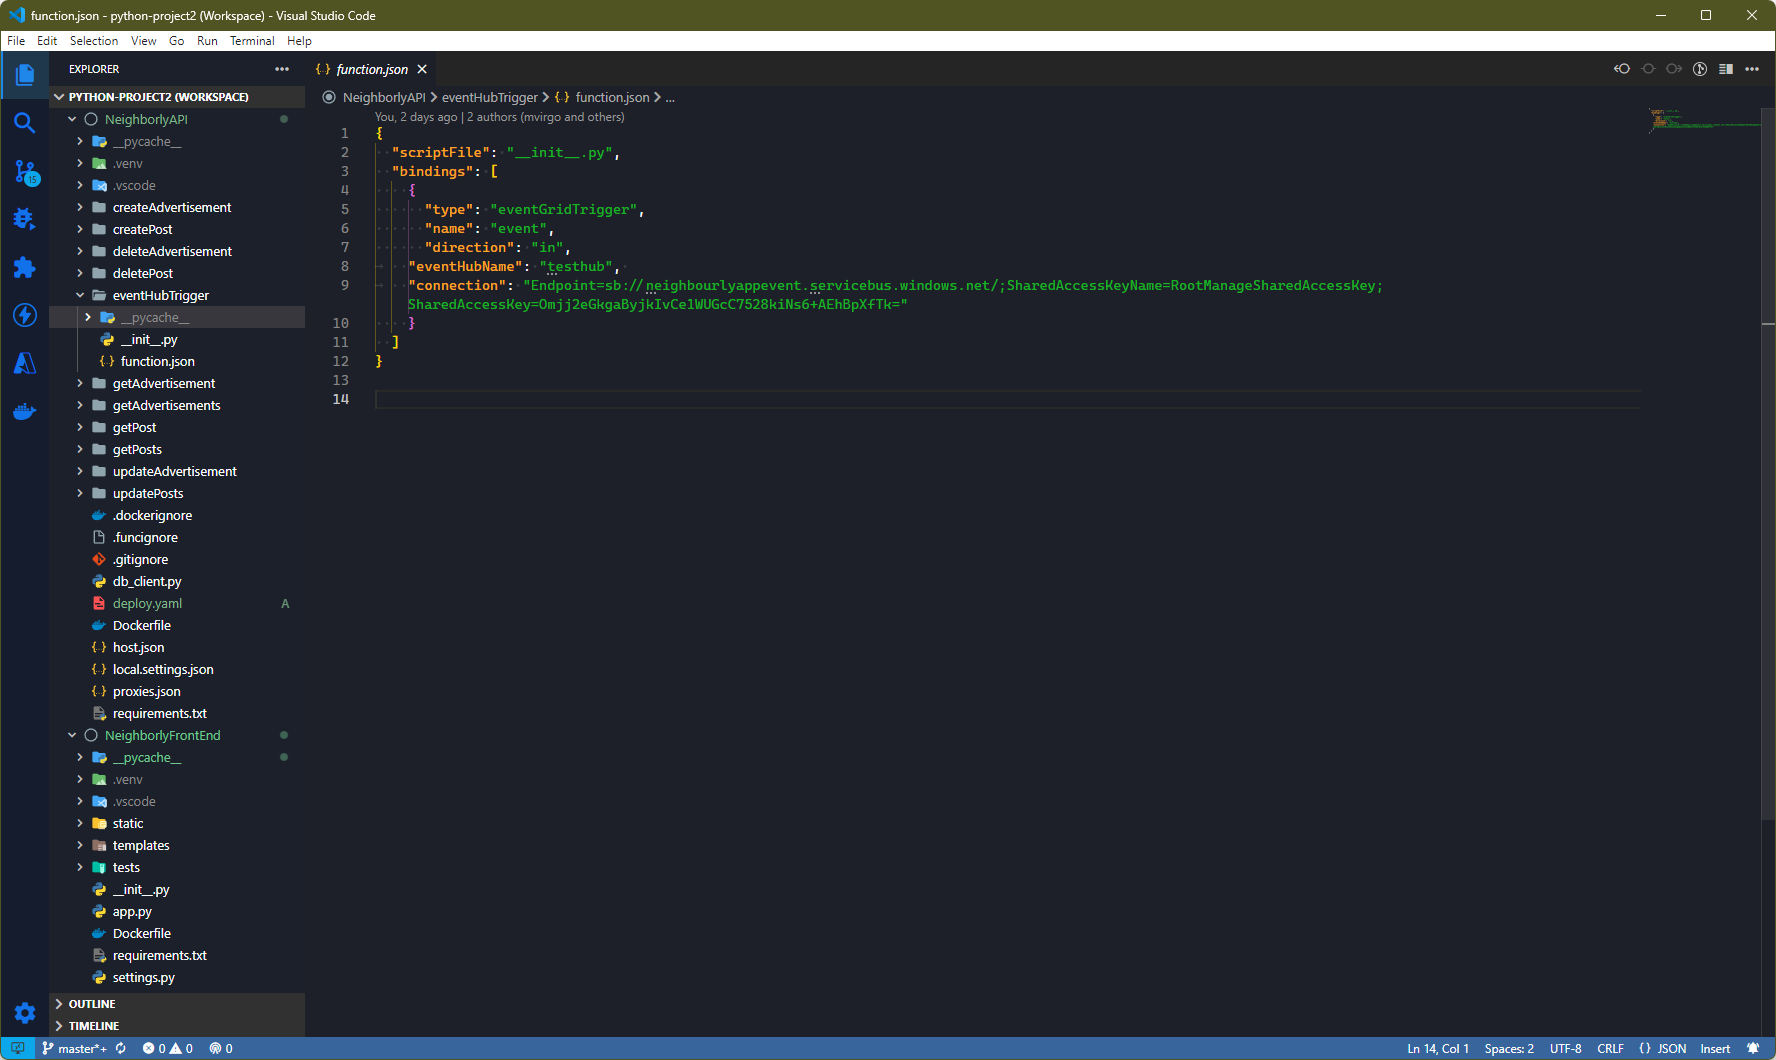 function.json - python-project2 (Workspace) - Visual Studio Code
File Edit Selection View Go Run Terminal Help
EXPLORER
PYTHON-PROJECT2 (WORKSPACE)
NeighborlyAPI
__pycache__
.venv
.vscode
createAdvertisement
createPost
deleteAdvertisement
deletePost
eventHubTrigger
__pycache__
__init__.py
function.json
getAdvertisement
getAdvertisements
getPost
getPosts
updateAdvertisement
updatePosts
.dockerignore
.funcignore
.gitignore
db_client.py
deploy.yaml A
Dockerfile
host.json
local.settings.json
proxies.json
requirements.txt
NeighborlyFrontEnd
__pycache__
.venv
.vscode
static
templates
tests
__init__.py
app.py
Dockerfile
requirements.txt
settings.py
OUTLINE
TIMELINE
15
{..} function.json
NeighborlyAPI > eventHubTrigger > {..} function.json > ...
You, 2 days ago | 2 authors (mvirgo and others)
1 {
2 "scriptFile": "__init__.py",
3 "bindings": [
4 {
5 "type": "eventGridTrigger",
6 "name": "event",
7 "direction": "in",
8 "eventHubName": "testhub",
9 "connection": "Endpoint=sb://neighbourlyappevent.servicebus.windows.net/;SharedAccessKeyName=RootManageSharedAccessKey;
SharedAccessKey=Omjj2eGkgaByjkIvCe1WUGcC7528kiNs6+AEhBpXfTk="
10 }
11 ]
12 }
13
14
master*+ 0 0 0 Ln 14, Col 1 Spaces: 2 UTF-8 CRLF {} JSON Insert